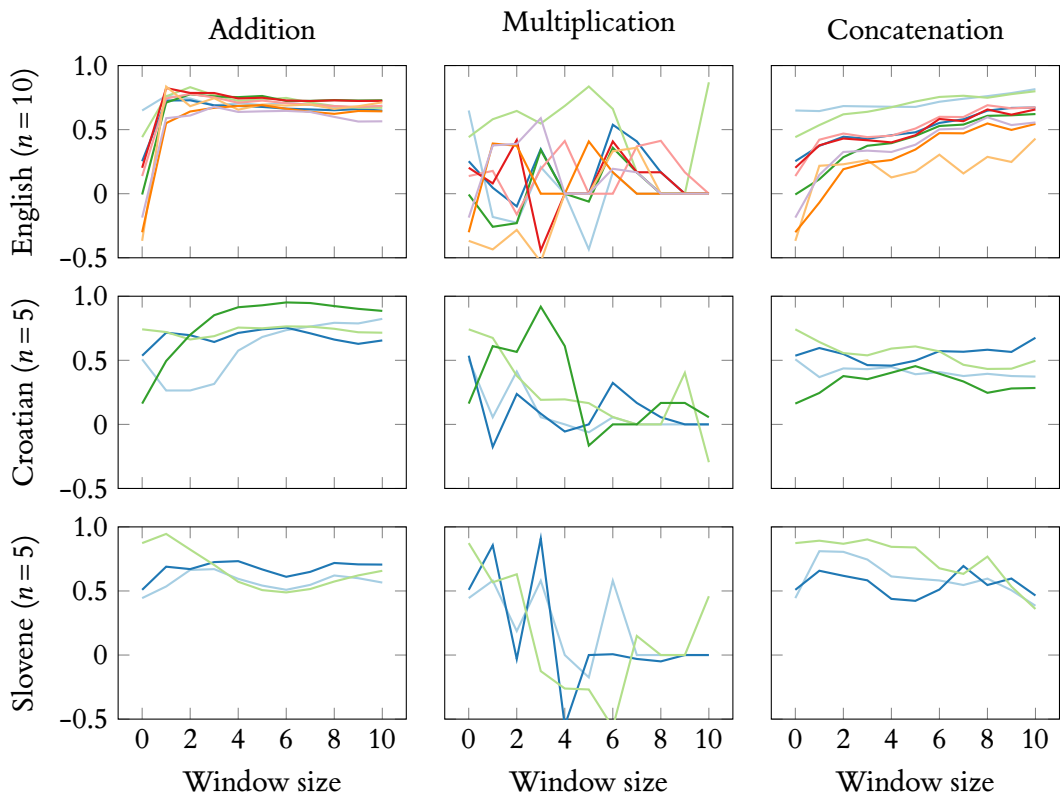 Addition Multiplication Concatenation
English (n = 10)
1.0
0.5
0
−0.5
Croatian (n = 5)
1.0
0.5
0
−0.5
Slovene (n = 5)
1.0
0.5
0
−0.5
0 2 4 6 8 10 0 2 4 6 8 10 0 2 4 6 8 10
Window size Window size Window size